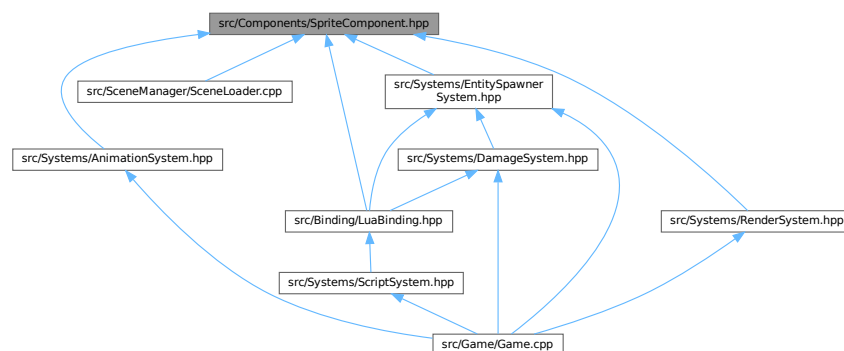 src/Components/SpriteComponent.hpp
src/SceneManager/SceneLoader.cpp
src/Systems/EntitySpawner
System.hpp
src/Systems/AnimationSystem.hpp
src/Systems/DamageSystem.hpp
src/Binding/LuaBinding.hpp
src/Systems/RenderSystem.hpp
src/Systems/ScriptSystem.hpp
src/Game/Game.cpp